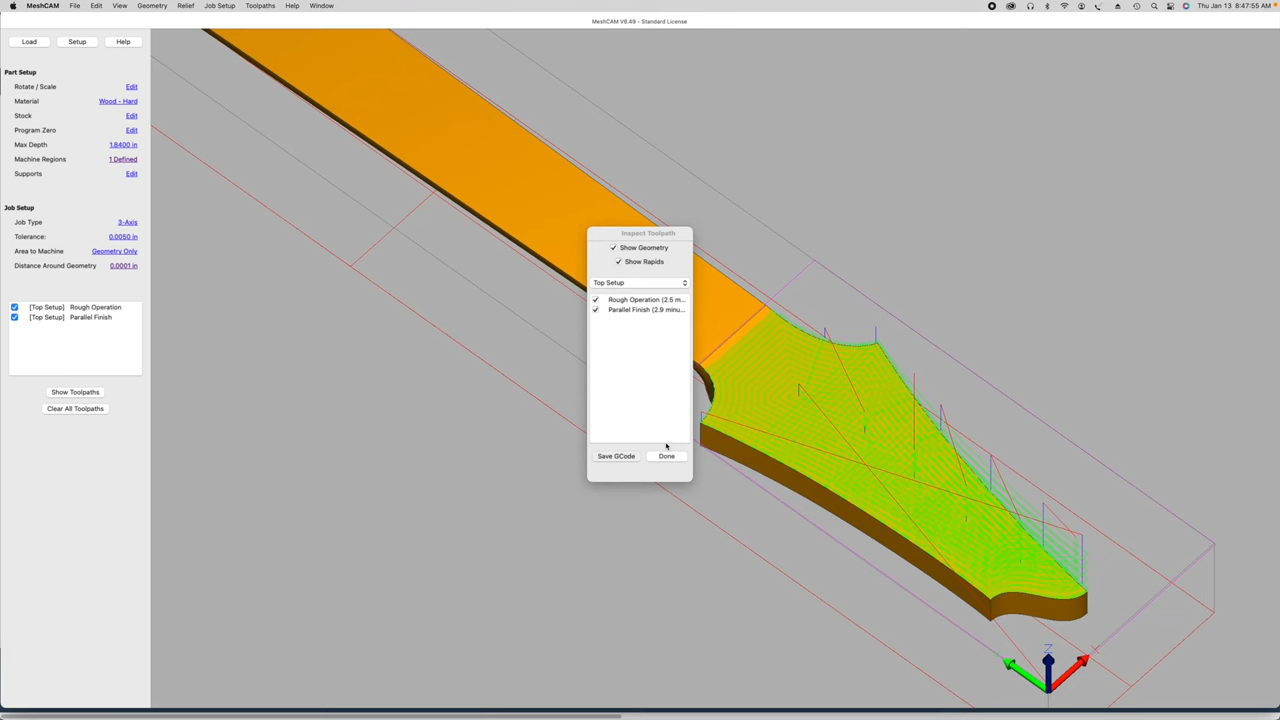 MeshCAM File Edit View Geometry Relief Job Setup Toolpaths Help Window Thu Jan 13 8:47:55 AM
MeshCAM V8.49 - Standard License
Load Setup Help
Part Setup
Rotate / Scale Edit
Material Wood - Hard
Stock Edit
Program Zero Edit
Max Depth 1.8400 in
Machine Regions 1 Defined
Supports Edit
Job Setup
Job Type 3-Axis
Tolerance: 0.0050 in
Area to Machine Geometry Only
Distance Around Geometry 0.0001 in
[Top Setup] Rough Operation
[Top Setup] Parallel Finish
Show Toolpaths
Clear All Toolpaths
Inspect Toolpath
Show Geometry
Show Rapids
Top Setup
Rough Operation (2.5 m...
Parallel Finish (2.9 minu...
Save GCode Done
Z